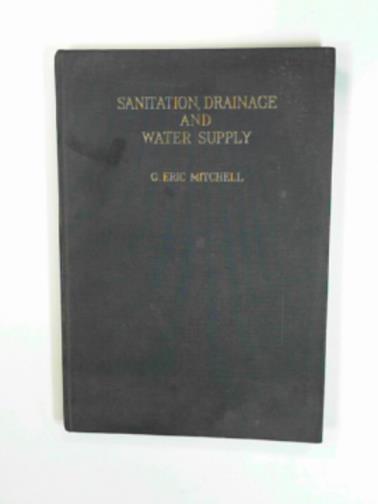 SANITATION, DRAINAGE
AND
WATER SUPPLY
G. ERIC MITCHELL